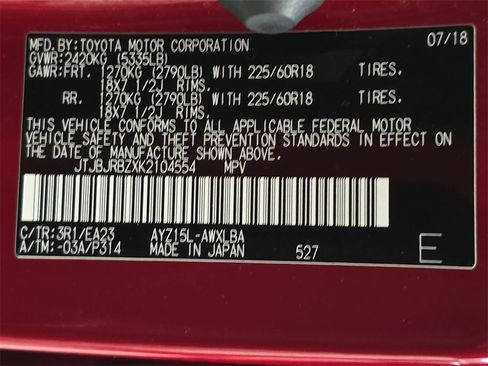 MFD.BY:TOYOTA MOTOR CORPORATION 07/18
GVWR:2420KG (5335LB)
GAWR:FRT. 1270KG (2790LB) WITH 225/60R18 TIRES.
18X7 1/2J RIMS.
RR. 1270KG (2790LB) WITH 225/60R18 TIRES.
18X7 1/2J RIMS.
THIS VEHICLE CONFORMS TO ALL APPLICABLE FEDERAL MOTOR
VEHICLE SAFETY AND THEFT PREVENTION STANDARDS IN EFFECT ON
THE DATE OF MANUFACTURE SHOWN ABOVE.
JTJBJRBZXK2104554 MPV
C/TR:3R1/EA23 AYZ15L-AWXLBA
A/TM:-03A/P314 MADE IN JAPAN 527 E